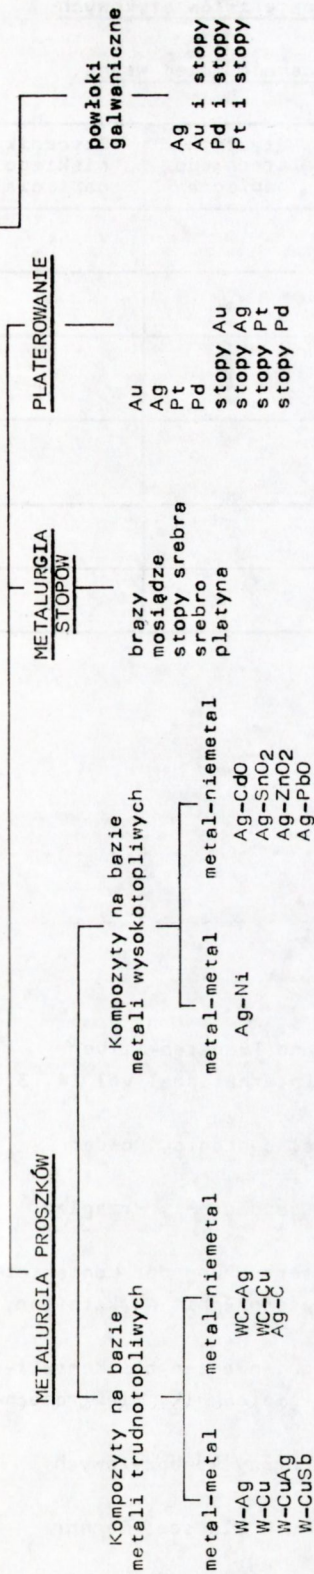 METALURGIA PROSZKÓW
Kompozyty na bazie
metali trudnotopliwych
metal-metal
W-Ag
W-Cu
W-CuAg
W-CuSb
metal-niemetal
WC-Ag
WC-Cu
Ag-C
Kompozyty na bazie
metali wysokotopliwych
metal-metal
Ag-Ni
metal-niemetal
Ag-CdO
Ag-SnO2
Ag-ZnO2
Ag-PbO
METALURGIA
STOPÓW
brązy
mosiądze
stopy srebra
srebro
platyna
PLATEROWANIE
Au
Ag
Pt
Pd
stopy Au
stopy Ag
stopy Pt
stopy Pd
powłoki
galwaniczne
Ag
Au i stopy
Pd i stopy
Pt i stopy